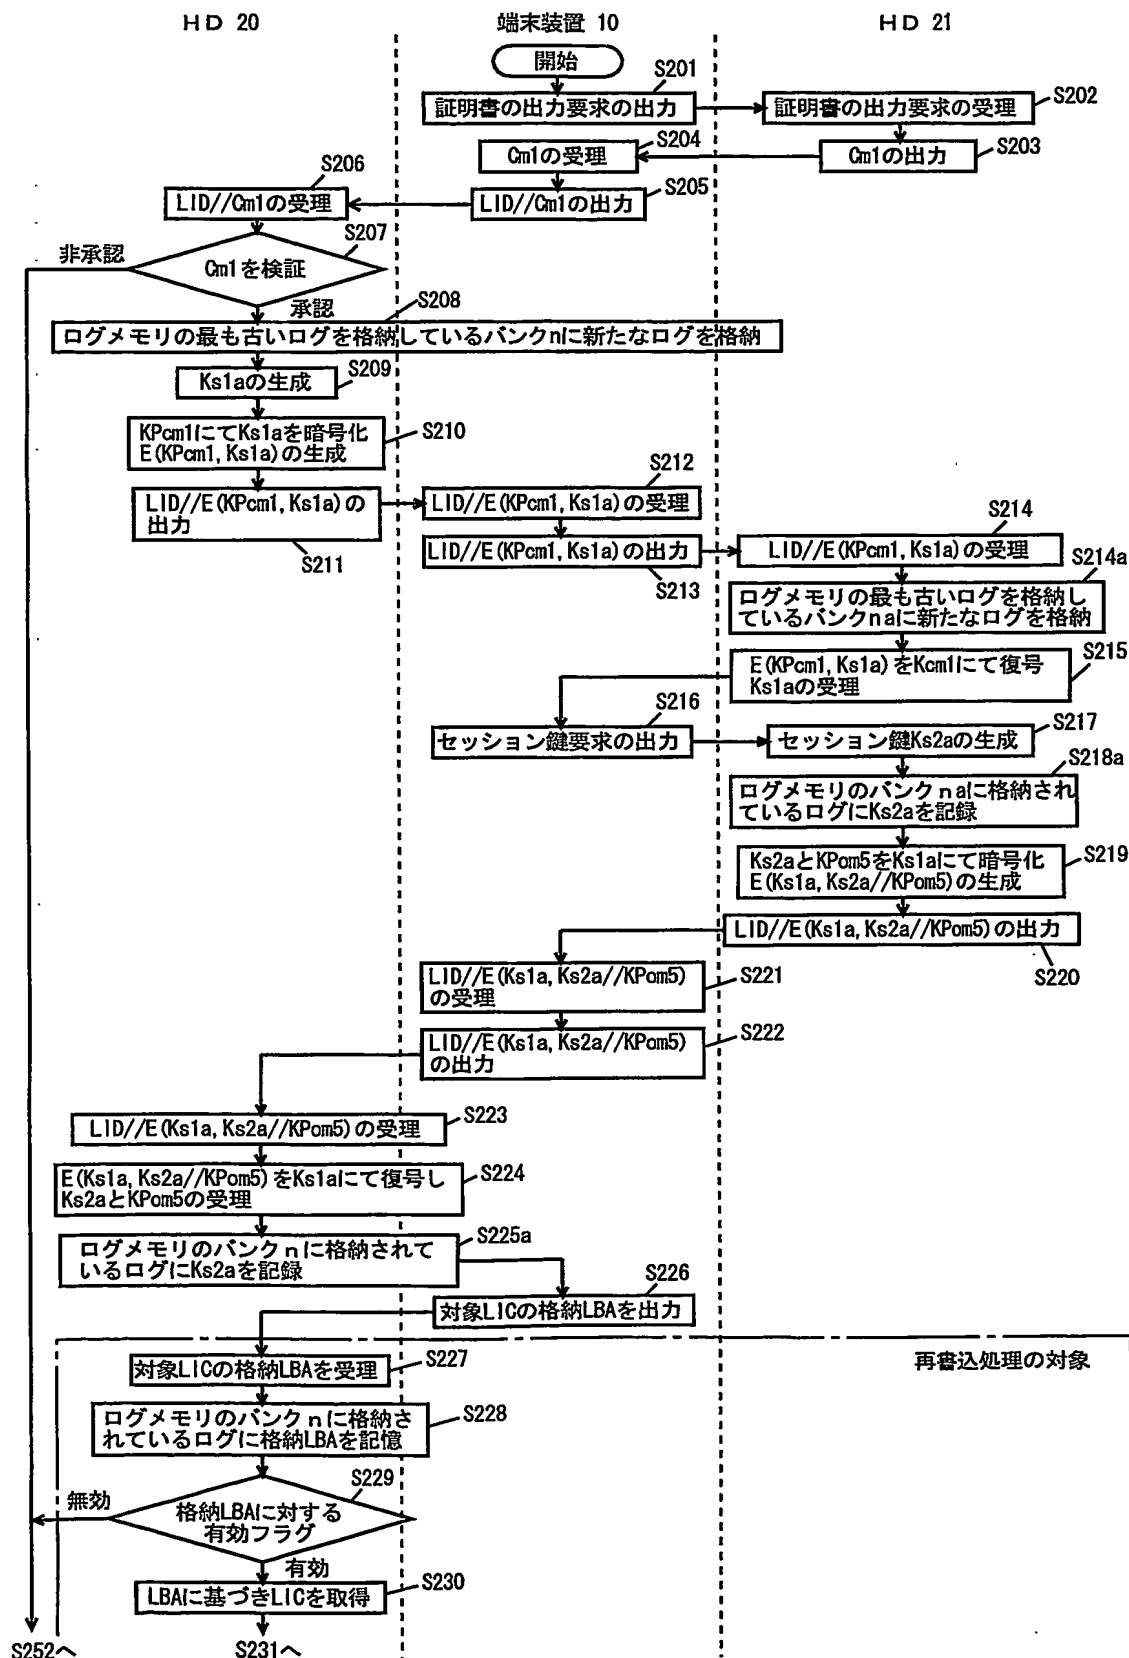 HD 20
端末装置 10
HD 21
開始
S201
証明書の出力要求の出力
S202
証明書の出力要求の受理
S204
Cm1の受理
S203
Cm1の出力
S206
LID//Cm1の受理
S205
LID//Cm1の出力
S207
非承認
Cm1を検証
承認
S208
ログメモリの最も古いログを格納しているバンクnに新たなログを格納
S209
Ks1aの生成
S210
KPcm1にてKs1aを暗号化
E(KPcm1, Ks1a)の生成
S212
LID//E(KPcm1, Ks1a)の
出力
S211
LID//E(KPcm1, Ks1a)の受理
LID//E(KPcm1, Ks1a)の出力
S213
S214
LID//E(KPcm1, Ks1a)の受理
S214a
ログメモリの最も古いログを格納し
ているバンクnaに新たなログを格納
S215
E(KPcm1, Ks1a)をKcm1にて復号
Ks1aの受理
S216
セッション鍵要求の出力
S217
セッション鍵Ks2aの生成
S218a
ログメモリのバンクnaに格納され
ているログにKs2aを記録
S219
Ks2aとKPom5をKs1aにて暗号化
E(Ks1a, Ks2a//KPom5)の生成
LID//E(Ks1a, Ks2a//KPom5)の出力
S220
LID//E(Ks1a, Ks2a//KPom5)
の受理
S221
LID//E(Ks1a, Ks2a//KPom5)
の出力
S222
LID//E(Ks1a, Ks2a//KPom5)の受理
S223
E(Ks1a, Ks2a//KPom5)をKs1aにて復号し
Ks2aとKPom5の受理
S224
ログメモリのバンクnに格納されて
いるログにKs2aを記録
S225a
S226
対象LICの格納LBAを出力
再書込処理の対象
対象LICの格納LBAを受理
S227
ログメモリのバンクnに格納さ
れているログに格納LBAを記憶
S228
S229
無効
格納LBAに対する
有効フラグ
有効
LBAに基づきLICを取得
S230
S252へ
S231へ